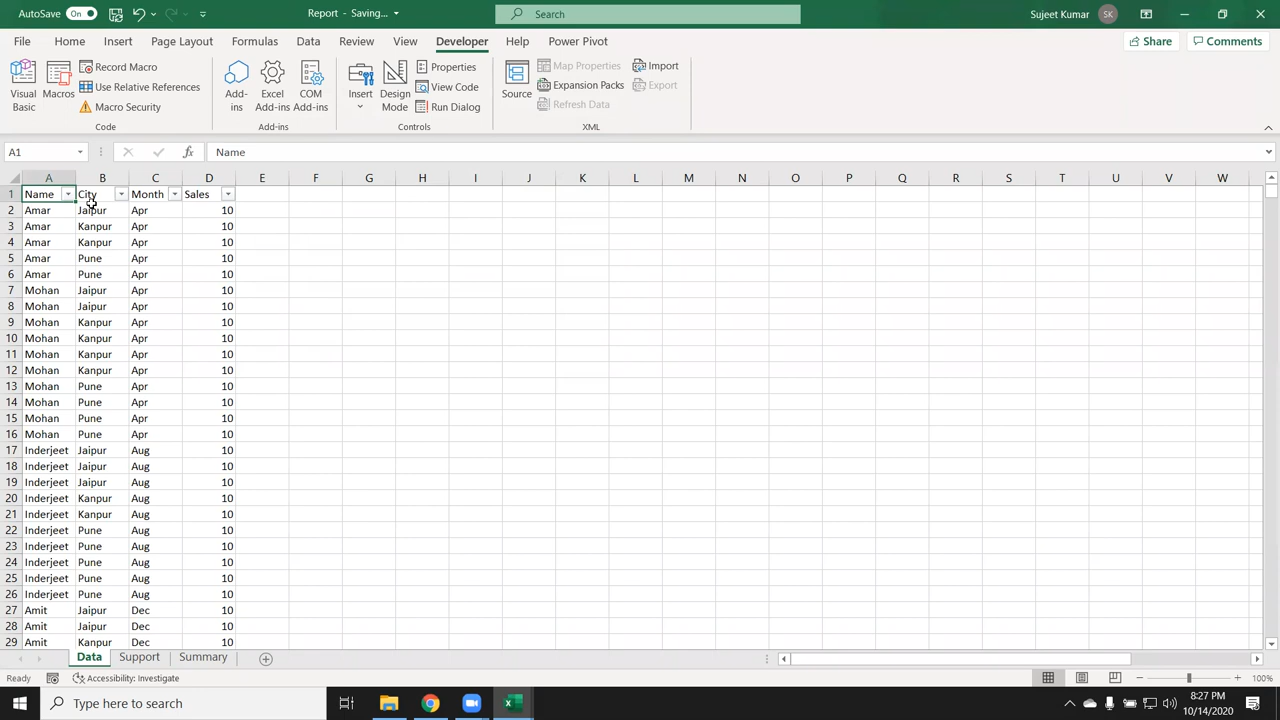 AutoSave On Report - Saving... Search Sujeet Kumar SK
File Home Insert Page Layout Formulas Data Review View Developer Help Power Pivot Share Comments
Visual Basic
Macros
Record Macro
Use Relative References
Macro Security
Code
Add-ins
Excel Add-ins
COM Add-ins
Add-ins
Insert
Design Mode
Properties
View Code
Run Dialog
Controls
Source
Map Properties
Expansion Packs
Refresh Data
Import
Export
XML
A1 fx Name
A B C D E F G H I J K L M N O P Q R S T U V W
1 Name City Month Sales
2 Amar Jaipur Apr 10
3 Amar Kanpur Apr 10
4 Amar Kanpur Apr 10
5 Amar Pune Apr 10
6 Amar Pune Apr 10
7 Mohan Jaipur Apr 10
8 Mohan Jaipur Apr 10
9 Mohan Kanpur Apr 10
10 Mohan Kanpur Apr 10
11 Mohan Kanpur Apr 10
12 Mohan Kanpur Apr 10
13 Mohan Pune Apr 10
14 Mohan Pune Apr 10
15 Mohan Pune Apr 10
16 Mohan Pune Apr 10
17 Inderjeet Jaipur Aug 10
18 Inderjeet Jaipur Aug 10
19 Inderjeet Jaipur Aug 10
20 Inderjeet Kanpur Aug 10
21 Inderjeet Kanpur Aug 10
22 Inderjeet Pune Aug 10
23 Inderjeet Pune Aug 10
24 Inderjeet Pune Aug 10
25 Inderjeet Pune Aug 10
26 Inderjeet Pune Aug 10
27 Amit Jaipur Dec 10
28 Amit Jaipur Dec 10
29 Amit Kanpur Dec 10
Data Support Summary
Ready Accessibility: Investigate 100%
Type here to search
8:27 PM
10/14/2020